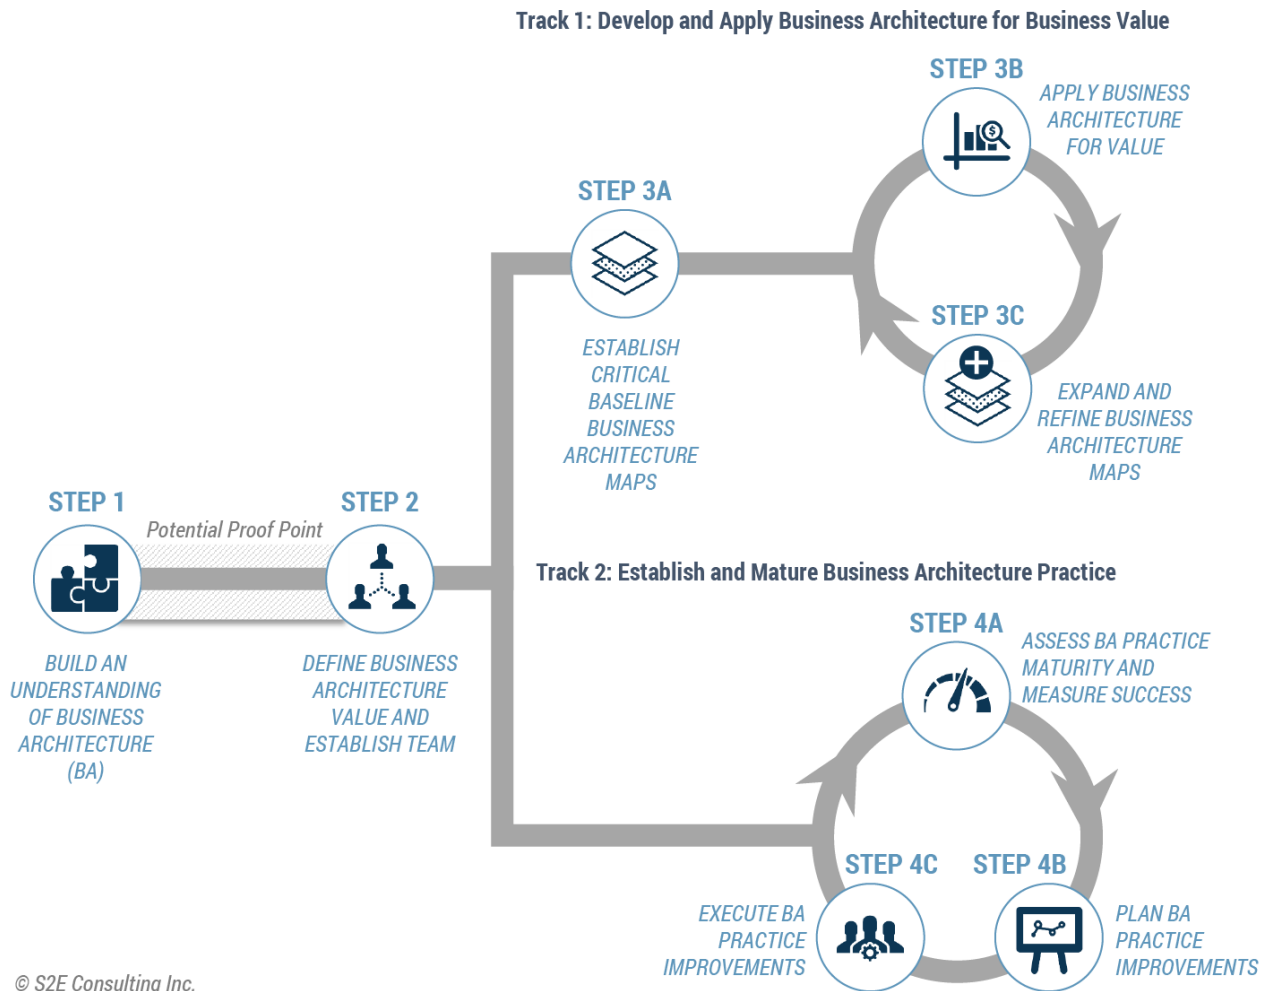 Track 1: Develop and Apply Business Architecture for Business Value
STEP 3B
APPLY BUSINESS
ARCHITECTURE
FOR VALUE
$
STEP 3A
ESTABLISH
CRITICAL
BASELINE
BUSINESS
ARCHITECTURE
MAPS
STEP 3C
EXPAND AND
REFINE BUSINESS
ARCHITECTURE
MAPS
STEP 1
BUILD AN
UNDERSTANDING
OF BUSINESS
ARCHITECTURE
(BA)
Potential Proof Point
STEP 2
DEFINE BUSINESS
ARCHITECTURE
VALUE AND
ESTABLISH TEAM
Track 2: Establish and Mature Business Architecture Practice
STEP 4A
ASSESS BA PRACTICE
MATURITY AND
MEASURE SUCCESS
STEP 4C
EXECUTE BA
PRACTICE
IMPROVEMENTS
STEP 4B
PLAN BA
PRACTICE
IMPROVEMENTS
© S2E Consulting Inc.